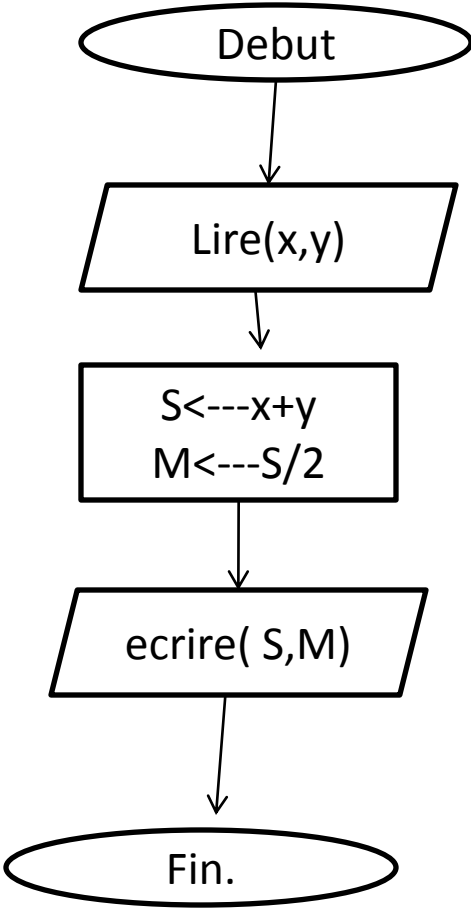 Debut
Lire(x,y)
S<---x+y
M<---S/2
ecrire( S,M)
Fin.